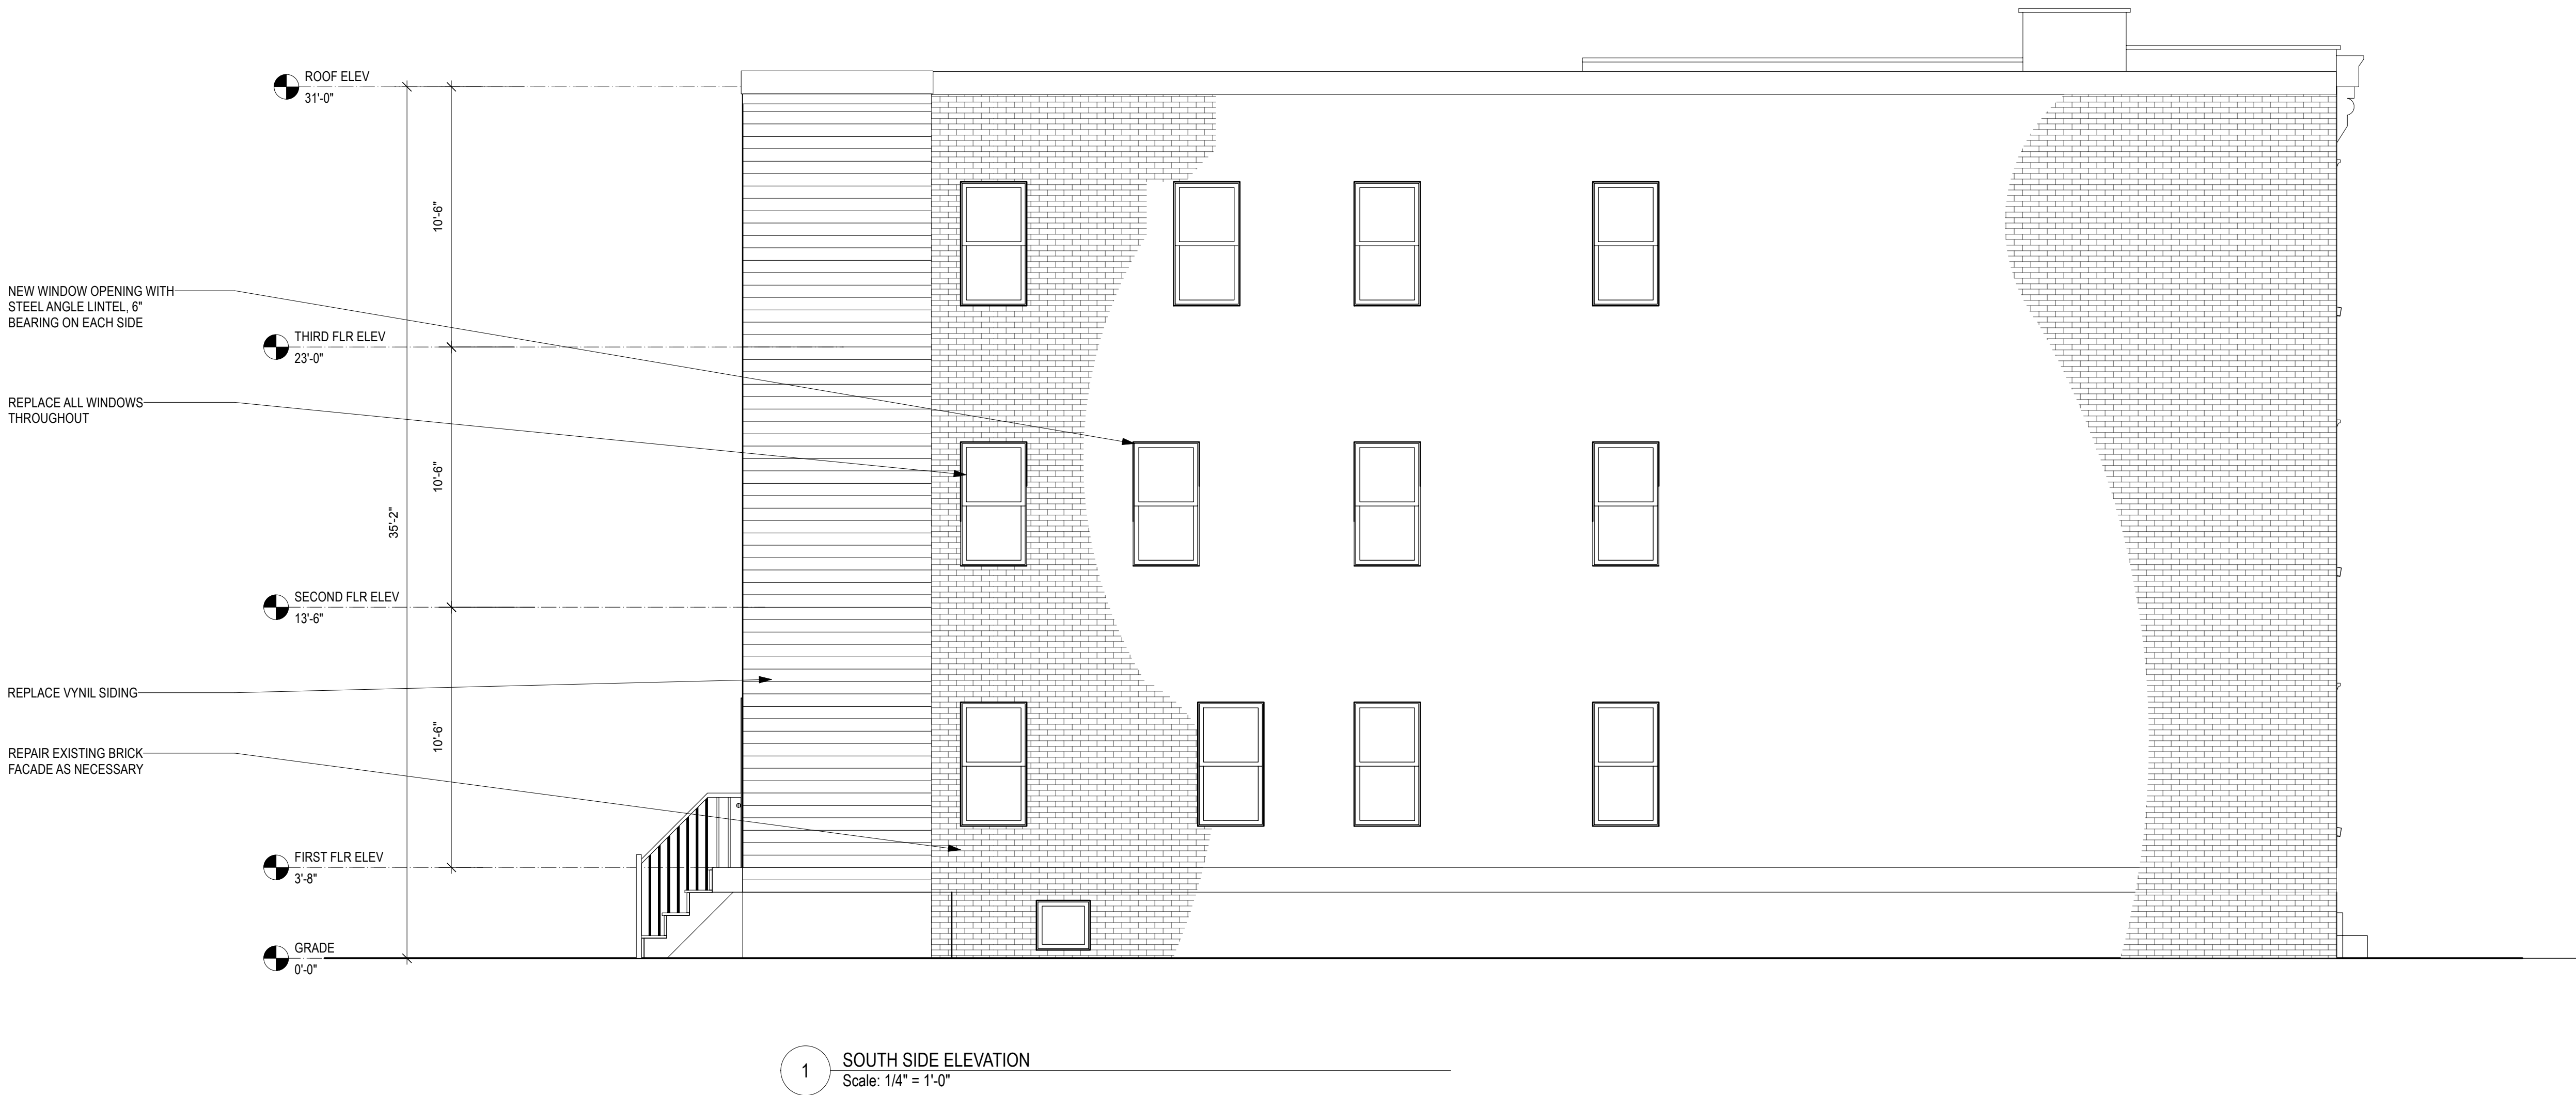 ROOF ELEV
31'-0"
10'-6"
NEW WINDOW OPENING WITH
STEEL ANGLE LINTEL, 6"
BEARING ON EACH SIDE
THIRD FLR ELEV
23'-0"
REPLACE ALL WINDOWS
THROUGHOUT
10'-6"
35'-2"
SECOND FLR ELEV
13'-6"
REPLACE VYNIL SIDING
10'-6"
REPAIR EXISTING BRICK
FACADE AS NECESSARY
FIRST FLR ELEV
3'-8"
GRADE
0'-0"
1
SOUTH SIDE ELEVATION
Scale: 1/4" = 1'-0"